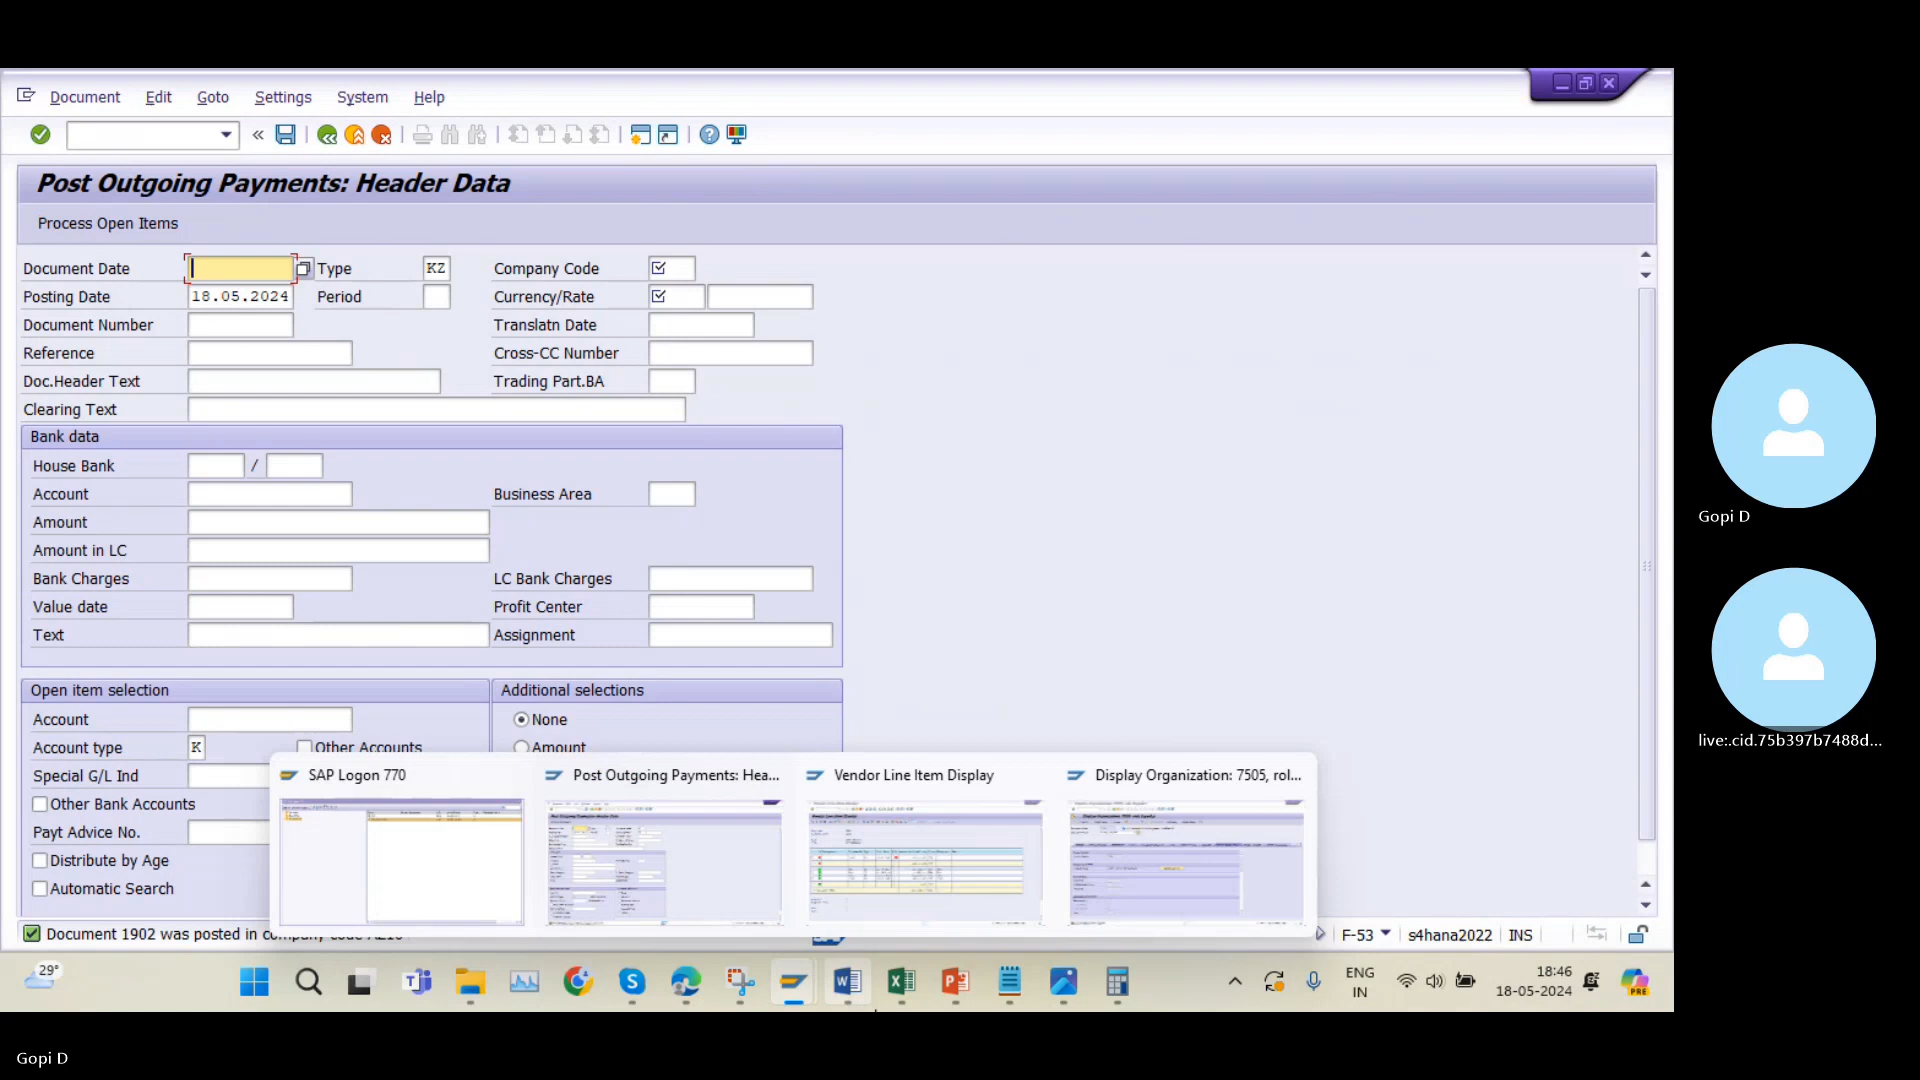 Document Edit Goto Settings System Help
Post Outgoing Payments: Header Data
Process Open Items
Document Date Type KZ Company Code
Posting Date 18.05.2024 Period Currency/Rate
Document Number Translatn Date
Reference Cross-CC Number
Doc.Header Text Trading Part.BA
Clearing Text
Bank data
House Bank /
Account Business Area
Amount
Amount in LC
Bank Charges LC Bank Charges
Value date Profit Center
Text Assignment
Open item selection Additional selections
Account None
Account type K Other Accounts Amount
Special G/L Ind
Other Bank Accounts
Payt Advice No.
Distribute by Age
Automatic Search
SAP Logon 770 Post Outgoing Payments: Hea... Vendor Line Item Display Display Organization: 7505, rol...
Document 1902 was posted in company code
F-53 s4hana2022 INS
29°
ENG
IN
18:46
18-05-2024
PRE
Gopi D
live:.cid.75b397b7488d...
Gopi D